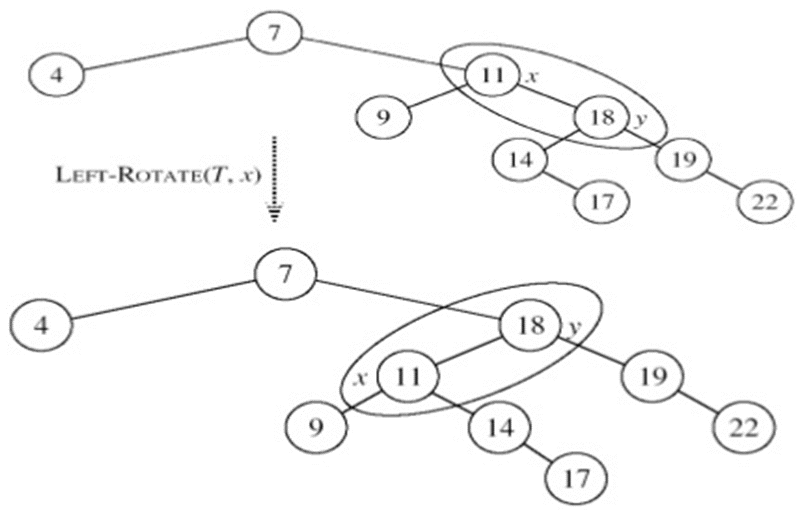 7
4
11 x
9
18 y
14
19
LEFT-ROTATE(T, x)
17
22
7
4
18 y
x 11
19
9
14
22
17